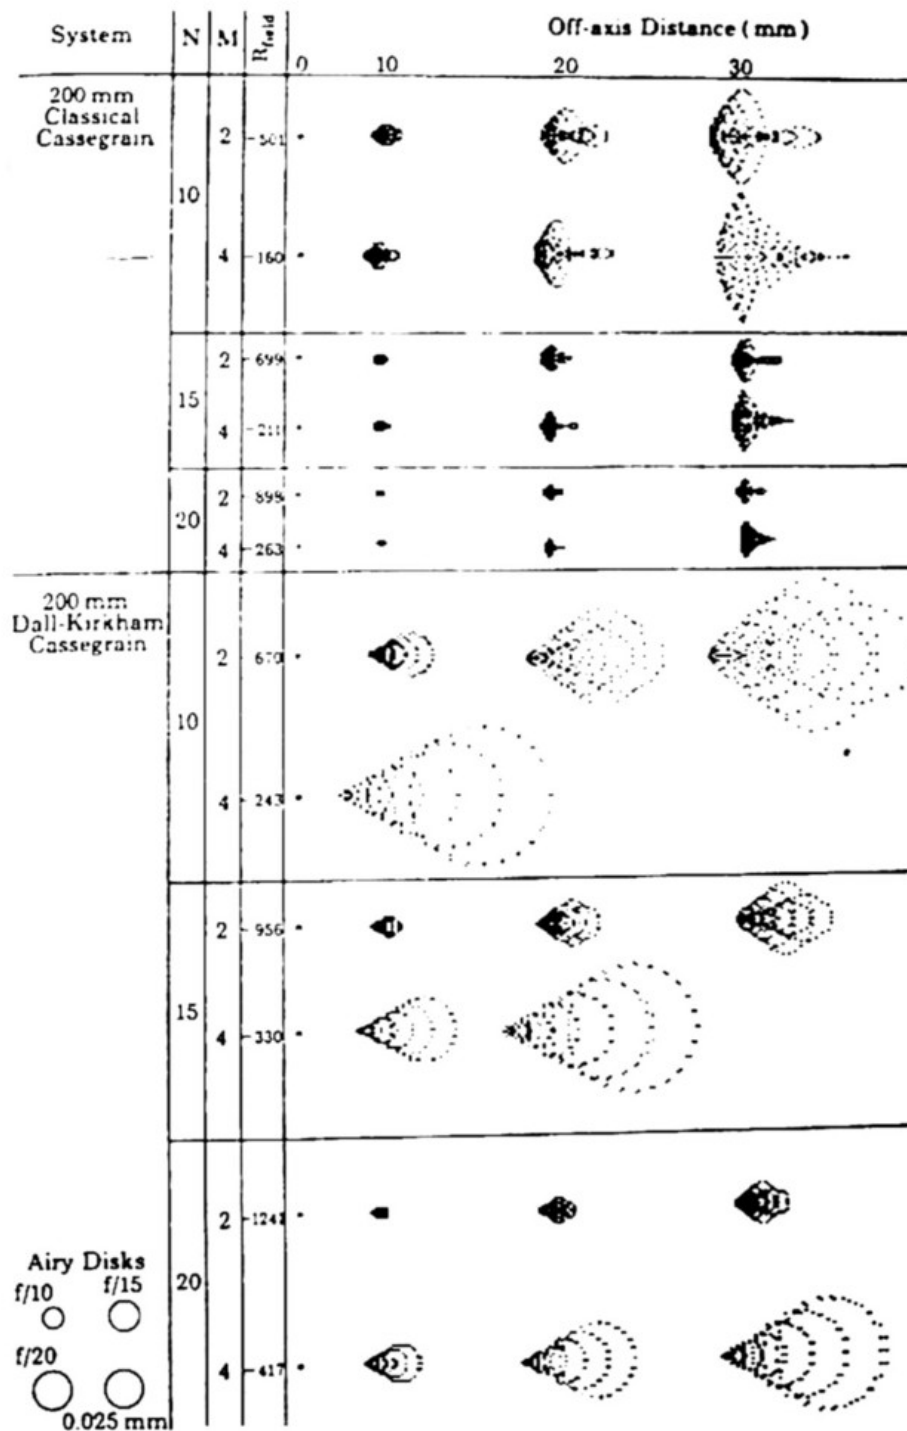 System N M R_field Off-axis Distance (mm)
0 10 20 30
200 mm
Classical
Cassegrain
10
2 -501
4 -160
15
2 -699
4 -211
20
2 -898
4 -263
200 mm
Dall-Kirkham
Cassegrain
10
2
4 -243
15
2 -956
4 -330
20
2
4 -417
Airy Disks
f/10 f/15
f/20
0.025 mm